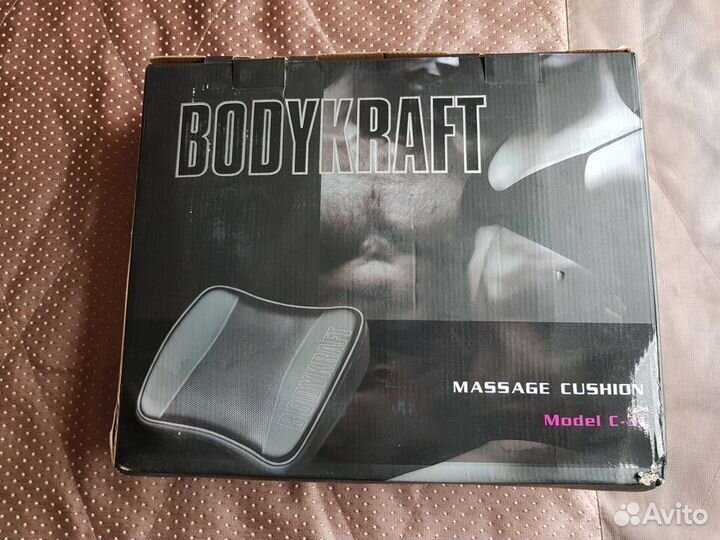 BODYKRAFT
BODYKRAFT
MASSAGE CUSHION
Model
Avito